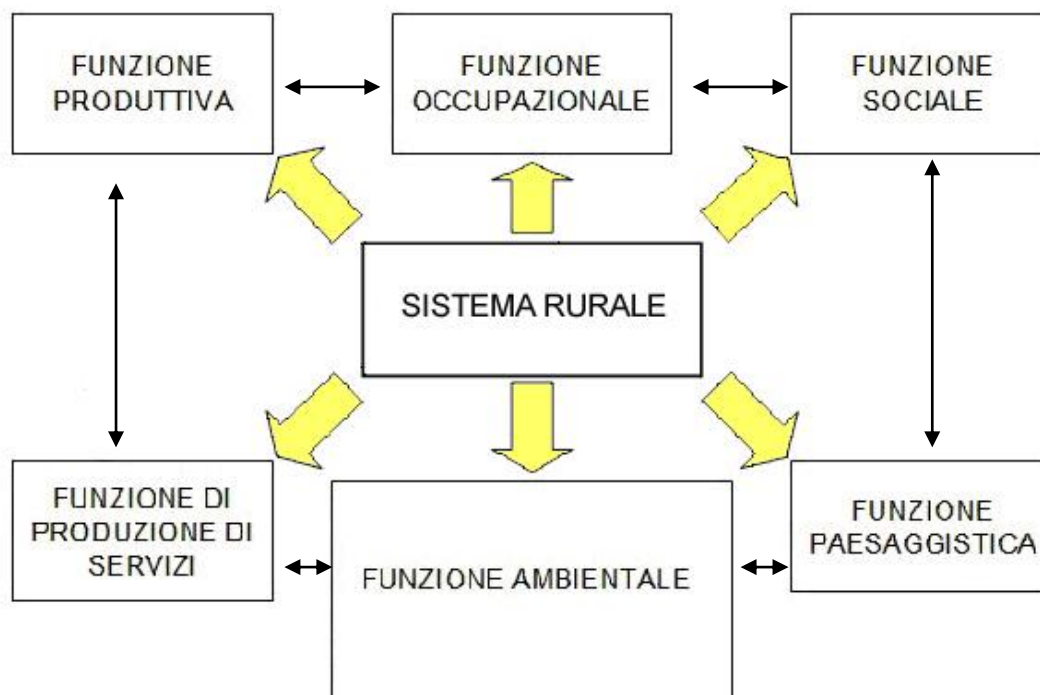 FUNZIONE
PRODUTTIVA
FUNZIONE
OCCUPAZIONALE
FUNZIONE
SOCIALE
SISTEMA RURALE
FUNZIONE DI
PRODUZIONE DI
SERVIZI
FUNZIONE AMBIENTALE
FUNZIONE
PAESAGGISTICA